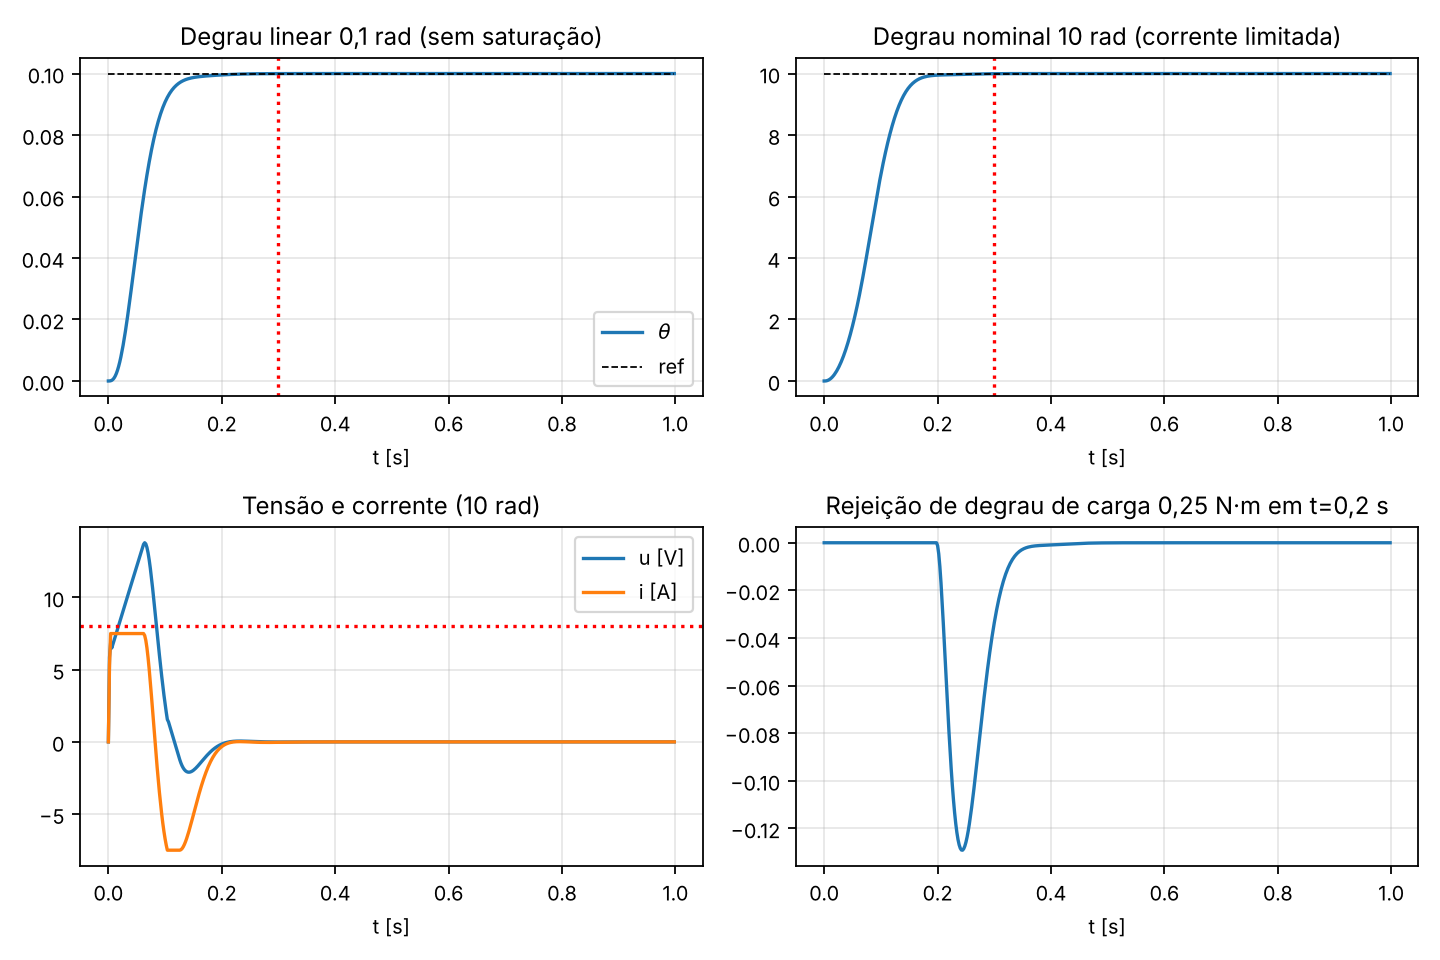 Degrau linear 0,1 rad (sem saturação)
0.10
0.08
0.06
0.04
0.02
0.00
θ
ref
0.0 0.2 0.4 0.6 0.8 1.0
t [s]
Degrau nominal 10 rad (corrente limitada)
10
8
6
4
2
0
0.0 0.2 0.4 0.6 0.8 1.0
t [s]
Tensão e corrente (10 rad)
10
5
0
−5
u [V]
i [A]
0.0 0.2 0.4 0.6 0.8 1.0
t [s]
Rejeição de degrau de carga 0,25 N·m em t=0,2 s
0.00
−0.02
−0.04
−0.06
−0.08
−0.10
−0.12
0.0 0.2 0.4 0.6 0.8 1.0
t [s]